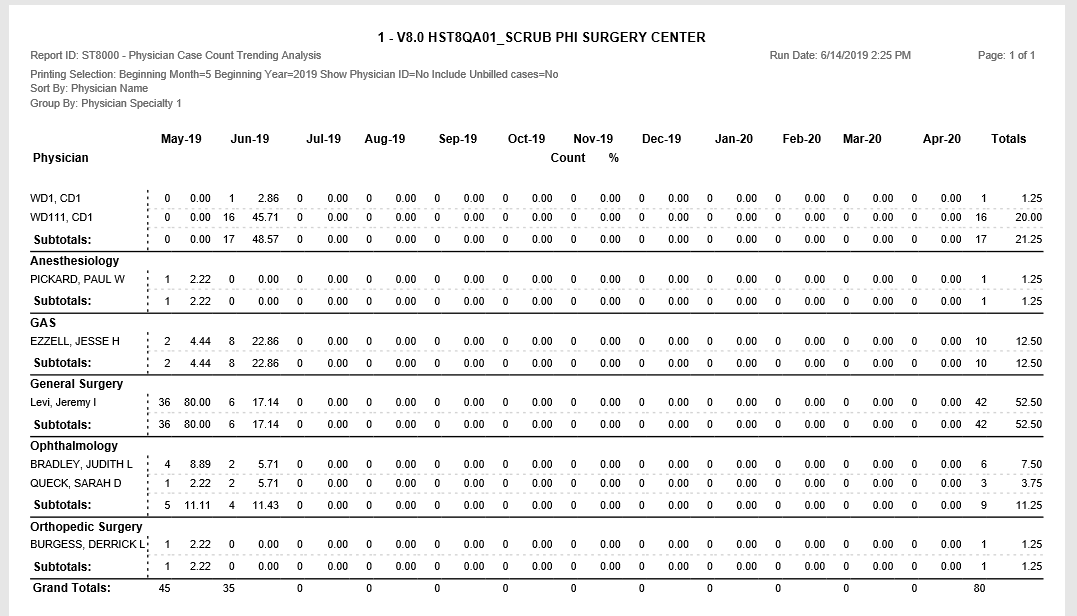 1 - V8.0 HST8QA01_SCRUB PHI SURGERY CENTER
Report ID: ST8000 - Physician Case Count Trending Analysis Run Date: 6/14/2019 2:25 PM Page: 1 of 1
Printing Selection: Beginning Month=5 Beginning Year=2019 Show Physician ID=No Include Unbilled cases=No
Sort By: Physician Name
Group By: Physician Specialty 1
May-19 Jun-19 Jul-19 Aug-19 Sep-19 Oct-19 Nov-19 Dec-19 Jan-20 Feb-20 Mar-20 Apr-20 Totals
Physician Count %
WD1, CD1 0 0.00 1 2.86 0 0.00 0 0.00 0 0.00 0 0.00 0 0.00 0 0.00 0 0.00 0 0.00 0 0.00 0 0.00 1 1.25
WD111, CD1 0 0.00 16 45.71 0 0.00 0 0.00 0 0.00 0 0.00 0 0.00 0 0.00 0 0.00 0 0.00 0 0.00 0 0.00 16 20.00
Subtotals: 0 0.00 17 48.57 0 0.00 0 0.00 0 0.00 0 0.00 0 0.00 0 0.00 0 0.00 0 0.00 0 0.00 0 0.00 17 21.25
Anesthesiology
PICKARD, PAUL W 1 2.22 0 0.00 0 0.00 0 0.00 0 0.00 0 0.00 0 0.00 0 0.00 0 0.00 0 0.00 0 0.00 0 0.00 1 1.25
Subtotals: 1 2.22 0 0.00 0 0.00 0 0.00 0 0.00 0 0.00 0 0.00 0 0.00 0 0.00 0 0.00 0 0.00 0 0.00 1 1.25
GAS
EZZELL, JESSE H 2 4.44 8 22.86 0 0.00 0 0.00 0 0.00 0 0.00 0 0.00 0 0.00 0 0.00 0 0.00 0 0.00 0 0.00 10 12.50
Subtotals: 2 4.44 8 22.86 0 0.00 0 0.00 0 0.00 0 0.00 0 0.00 0 0.00 0 0.00 0 0.00 0 0.00 0 0.00 10 12.50
General Surgery
Levi, Jeremy I 36 80.00 6 17.14 0 0.00 0 0.00 0 0.00 0 0.00 0 0.00 0 0.00 0 0.00 0 0.00 0 0.00 0 0.00 42 52.50
Subtotals: 36 80.00 6 17.14 0 0.00 0 0.00 0 0.00 0 0.00 0 0.00 0 0.00 0 0.00 0 0.00 0 0.00 0 0.00 42 52.50
Ophthalmology
BRADLEY, JUDITH L 4 8.89 2 5.71 0 0.00 0 0.00 0 0.00 0 0.00 0 0.00 0 0.00 0 0.00 0 0.00 0 0.00 0 0.00 6 7.50
QUECK, SARAH D 1 2.22 2 5.71 0 0.00 0 0.00 0 0.00 0 0.00 0 0.00 0 0.00 0 0.00 0 0.00 0 0.00 0 0.00 3 3.75
Subtotals: 5 11.11 4 11.43 0 0.00 0 0.00 0 0.00 0 0.00 0 0.00 0 0.00 0 0.00 0 0.00 0 0.00 0 0.00 9 11.25
Orthopedic Surgery
BURGESS, DERRICK L 1 2.22 0 0.00 0 0.00 0 0.00 0 0.00 0 0.00 0 0.00 0 0.00 0 0.00 0 0.00 0 0.00 0 0.00 1 1.25
Subtotals: 1 2.22 0 0.00 0 0.00 0 0.00 0 0.00 0 0.00 0 0.00 0 0.00 0 0.00 0 0.00 0 0.00 0 0.00 1 1.25
Grand Totals: 45 35 0 0 0 0 0 0 0 0 0 0 80